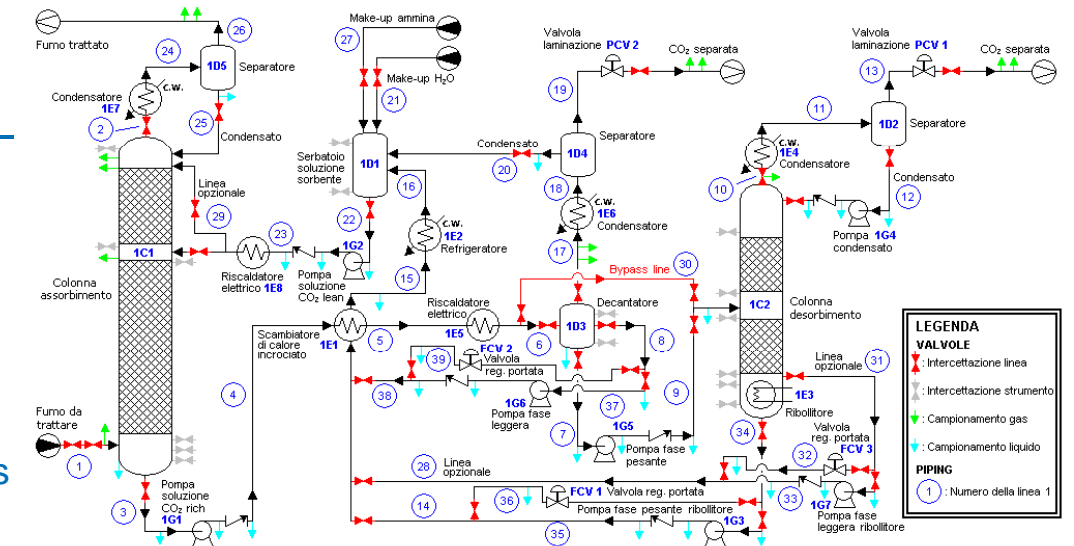 Fumo trattato
26
24
1D5
Separatore
c.w.
Condensatore
1E7
2
25
Condensato
Linea
opzionale
29
1C1
Colonna
assorbimento
23
Riscaldatore
elettrico 1E8
Fumo da
trattare
1
3
Pompa
soluzione
CO₂ rich
1G1
4
Make-up ammina
27
Make-up H₂O
21
Serbatoio
soluzione
sorbente
1D1
16
22
1G2
Pompa
soluzione
CO₂ lean
c.w.
1E2
Refrigeratore
15
Scambiatore
di calore
incrociato
1E1
5
Riscaldatore
elettrico
1E5
6
Valvola
laminazione PCV 2
CO₂ separata
19
Condensato
20
1D4
Separatore
18
c.w.
1E6
Condensatore
17
30
Bypass line
Decantatore
1D3
8
FCV 2
39
Valvola
reg. portata
38
1G6
Pompa fase
leggera
37
9
7
1G5
Pompa fase
pesante
28
Linea
opzionale
14
36
FCV 1
Valvola reg. portata
Pompa fase pesante ribollitore
35
1G3
Valvola
laminazione PCV 1
CO₂ separata
13
11
1D2
Separatore
c.w.
1E4
Condensatore
10
Condensato
12
Pompa
condensato
1G4
1C2
Colonna
desorbimento
Linea
opzionale
31
1E3
Ribollitore
34
Valvola
reg. portata
32
FCV 3
33
1G7
Pompa fase
leggera ribollitore
LEGENDA
VALVOLE
: Intercettazione linea
: Intercettazione strumento
: Campionamento gas
: Campionamento liquido
PIPING
1 : Numero della linea 1
s